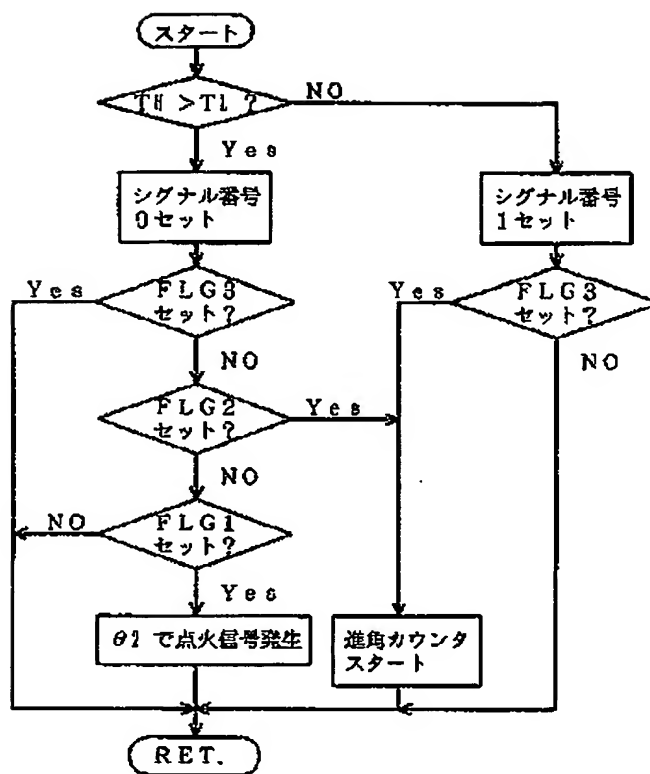 スタート
TH >T1 ?
NO
Yes
シグナル番号
0セット
シグナル番号
1セット
Yes
FLG3
セット?
Yes
FLG3
セット?
NO
NO
FLG2
セット?
Yes
NO
NO
FLG1
セット?
Yes
θ1 で点火信号発生
進角カウンタ
スタート
RET.